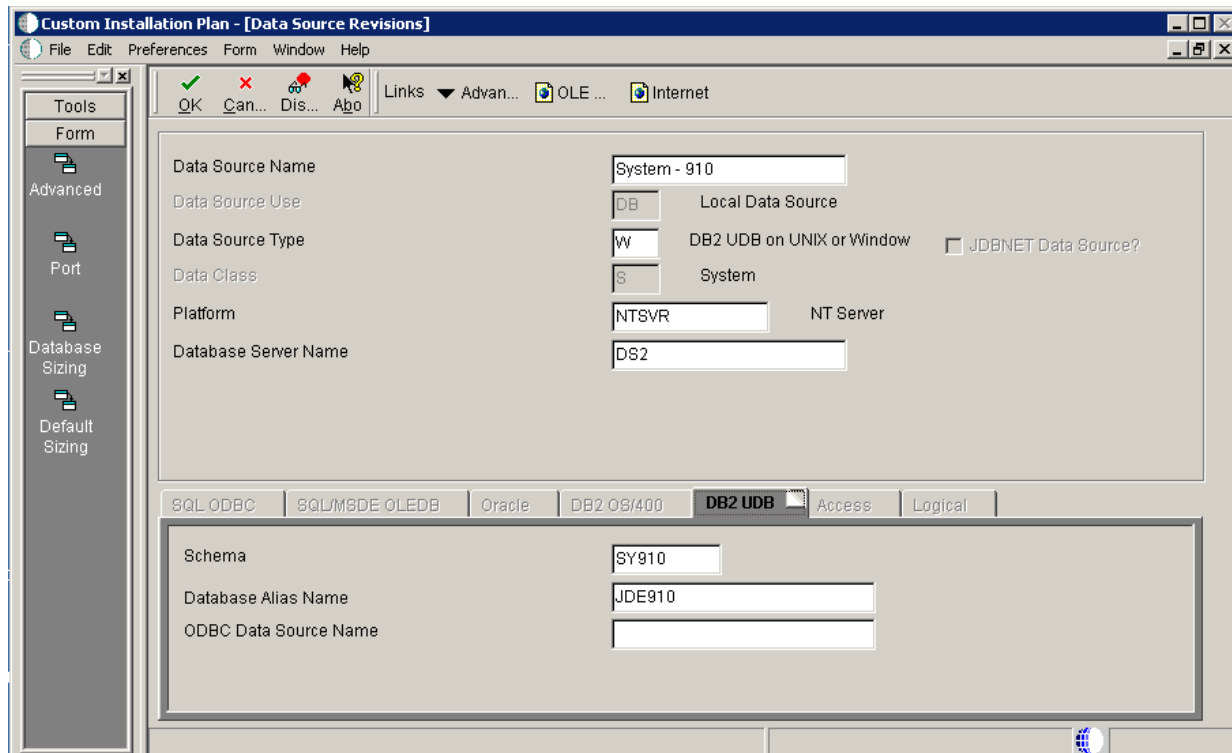 Custom Installation Plan - [Data Source Revisions]
File Edit Preferences Form Window Help
Tools
Form
Advanced
Port
Database
Sizing
Default
Sizing
OK Can... Dis... Abo Links Advan... OLE ... Internet
Data Source Name System - 910
Data Source Use DB Local Data Source
Data Source Type W DB2 UDB on UNIX or Window JDBNET Data Source?
Data Class S System
Platform NTSVR NT Server
Database Server Name DS2
SQL ODBC SQL/MSDE OLEDB Oracle DB2 OS/400 DB2 UDB Access Logical
Schema SY910
Database Alias Name JDE910
ODBC Data Source Name